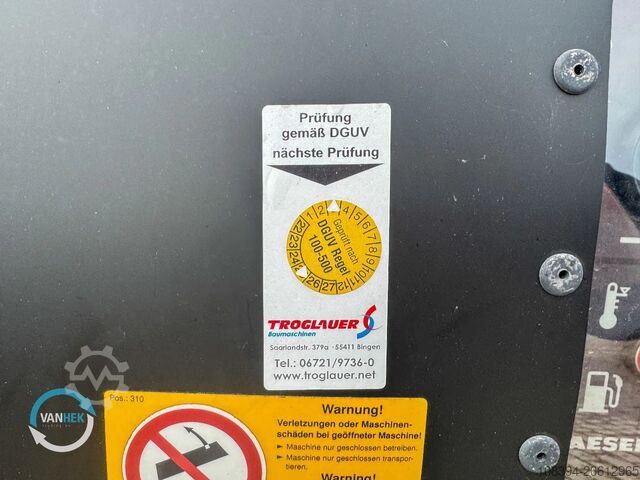 Prüfung
gemäß DGUV
nächste Prüfung
1 2 4 5 6 7 8 9 10 11 12
22 23 24 26 27
Geprüft nach
DGUV Regel
100-500
TROGLAUER
Baumaschinen
Saarlandstr. 379a · 55411 Bingen
Tel.: 06721/9736-0
www.troglauer.net
Pos.: 310
Warnung!
Verletzungen oder Maschinen-
schäden bei geöffneter Maschine!
► Maschine nur geschlossen betreiben.
► Maschine nur geschlossen transpor-
tieren.
Warning!
VANHEK
AESER